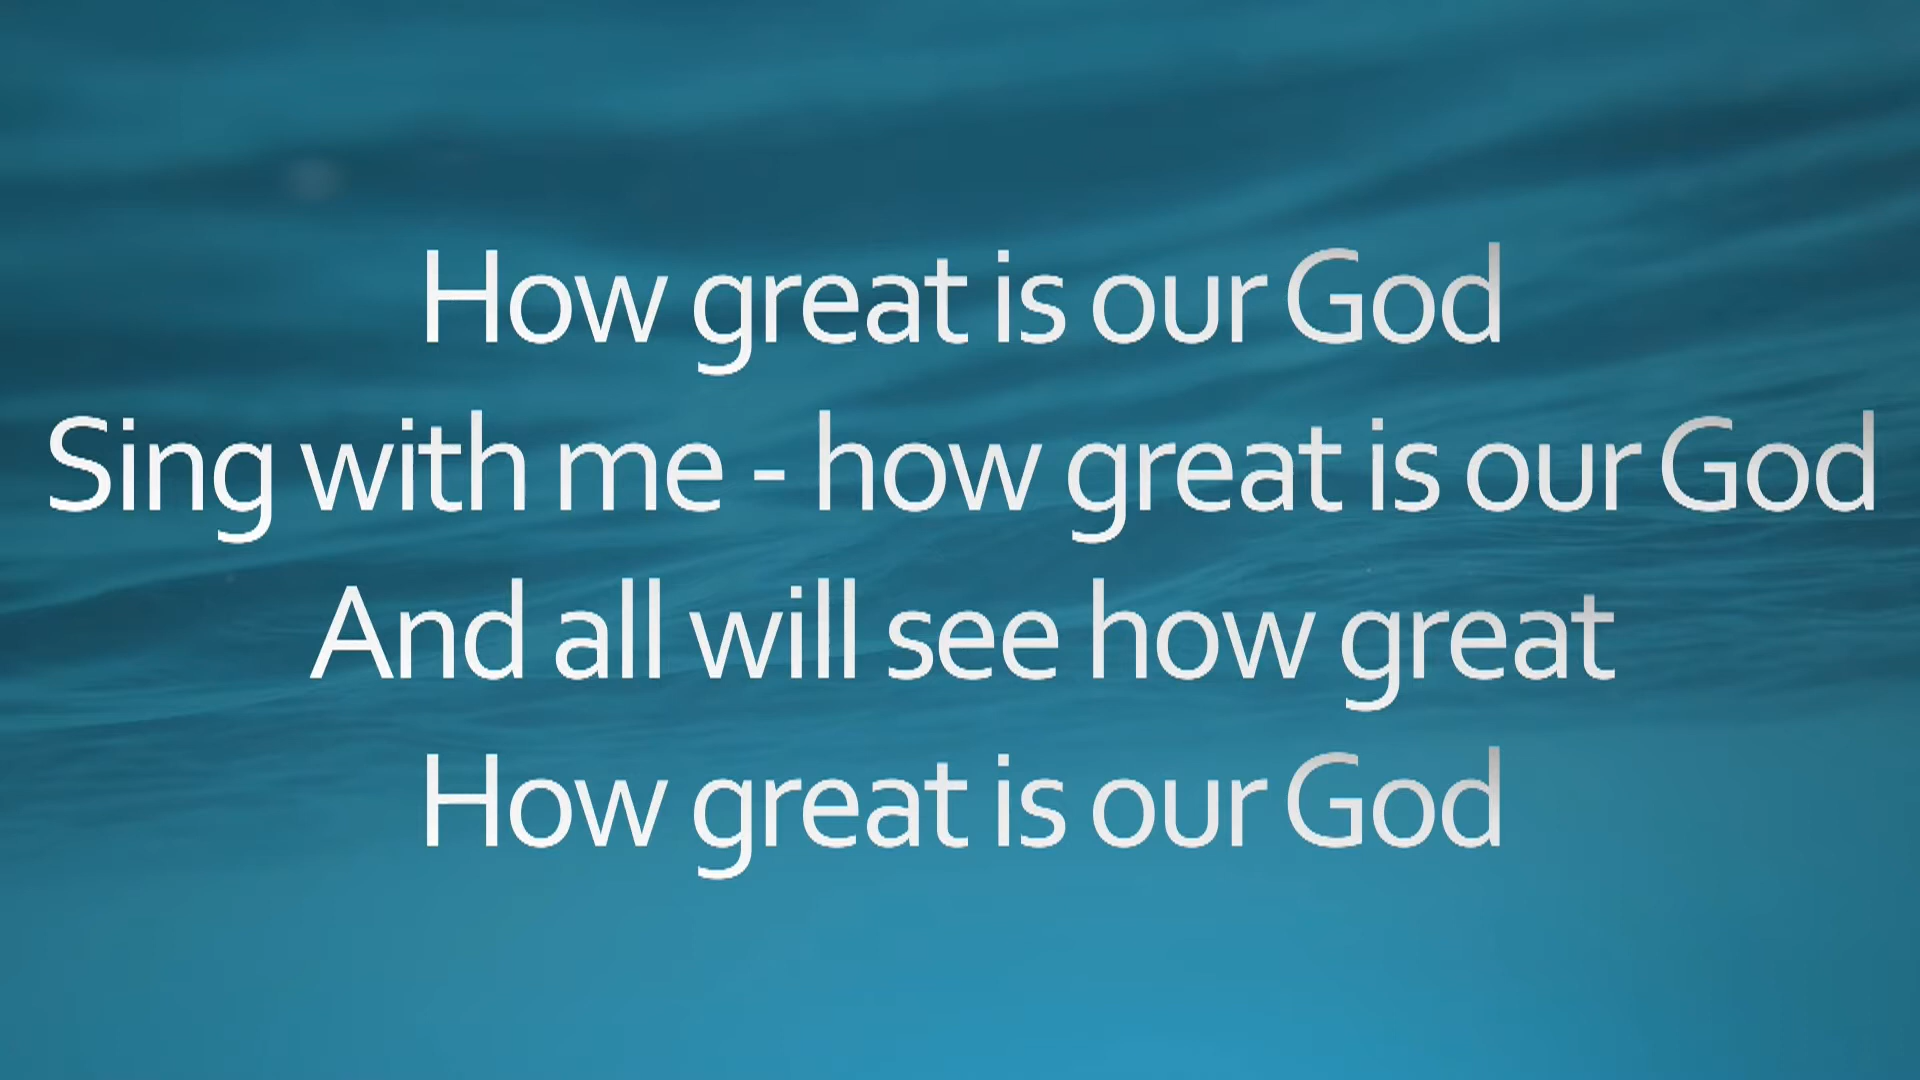 How great is our God
Sing with me - how great is our God
And all will see how great
How great is our God